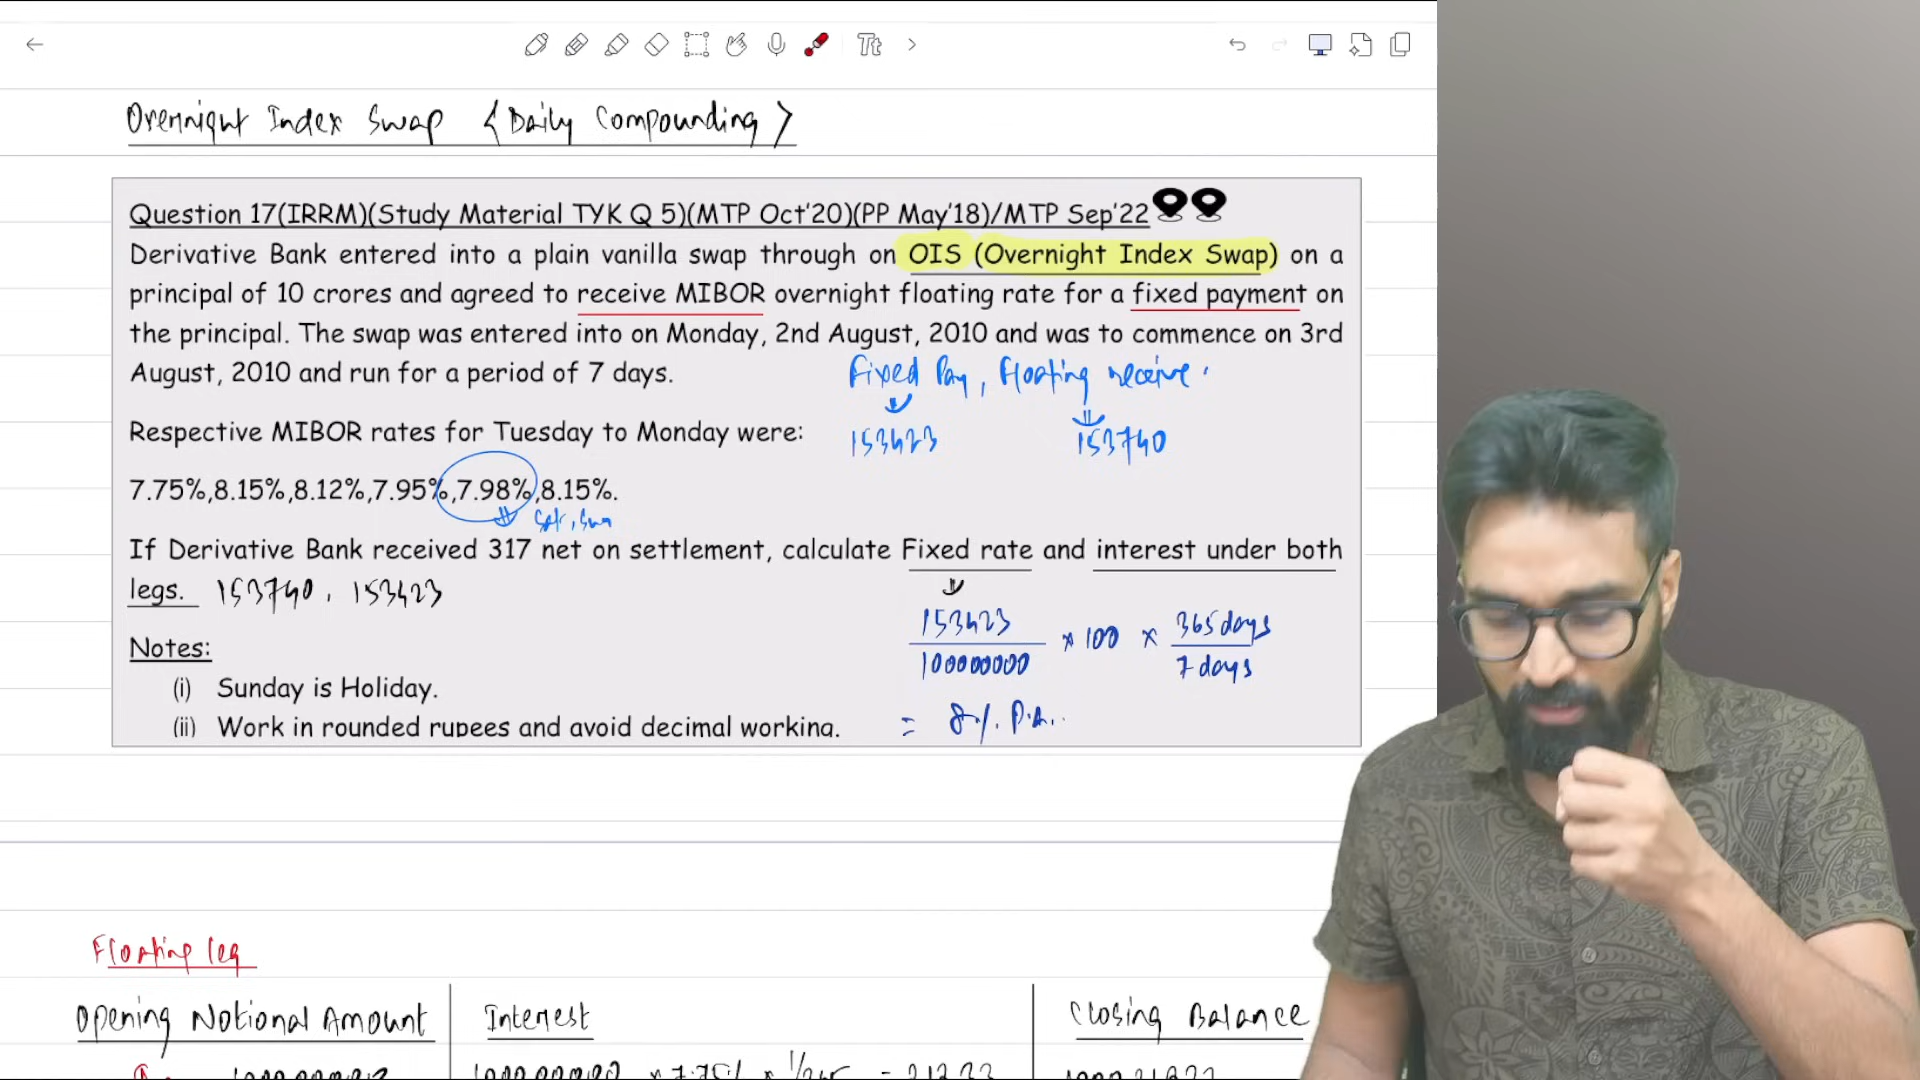 Tt
Overnight Index Swap <Daily Compounding>
Question 17(IRRM)(Study Material TYK Q 5)(MTP Oct'20)(PP May'18)/MTP Sep'22
Derivative Bank entered into a plain vanilla swap through on OIS (Overnight Index Swap) on a
principal of 10 crores and agreed to receive MIBOR overnight floating rate for a fixed payment on
the principal. The swap was entered into on Monday, 2nd August, 2010 and was to commence on 3rd
August, 2010 and run for a period of 7 days.
Fixed Pay, Floating receive
153423 153740
Respective MIBOR rates for Tuesday to Monday were:
7.75%,8.15%,8.12%,7.95%,7.98%,8.15%.
Sat, Sun
If Derivative Bank received 317 net on settlement, calculate Fixed rate and interest under both
legs. 153740, 153423
153423 / 100000000 × 100 × 365 days / 7 days
= 8% P.A.
Notes:
(i) Sunday is Holiday.
(ii) Work in rounded rupees and avoid decimal working.
Floating leg
Opening Notional Amount Interest Closing Balance